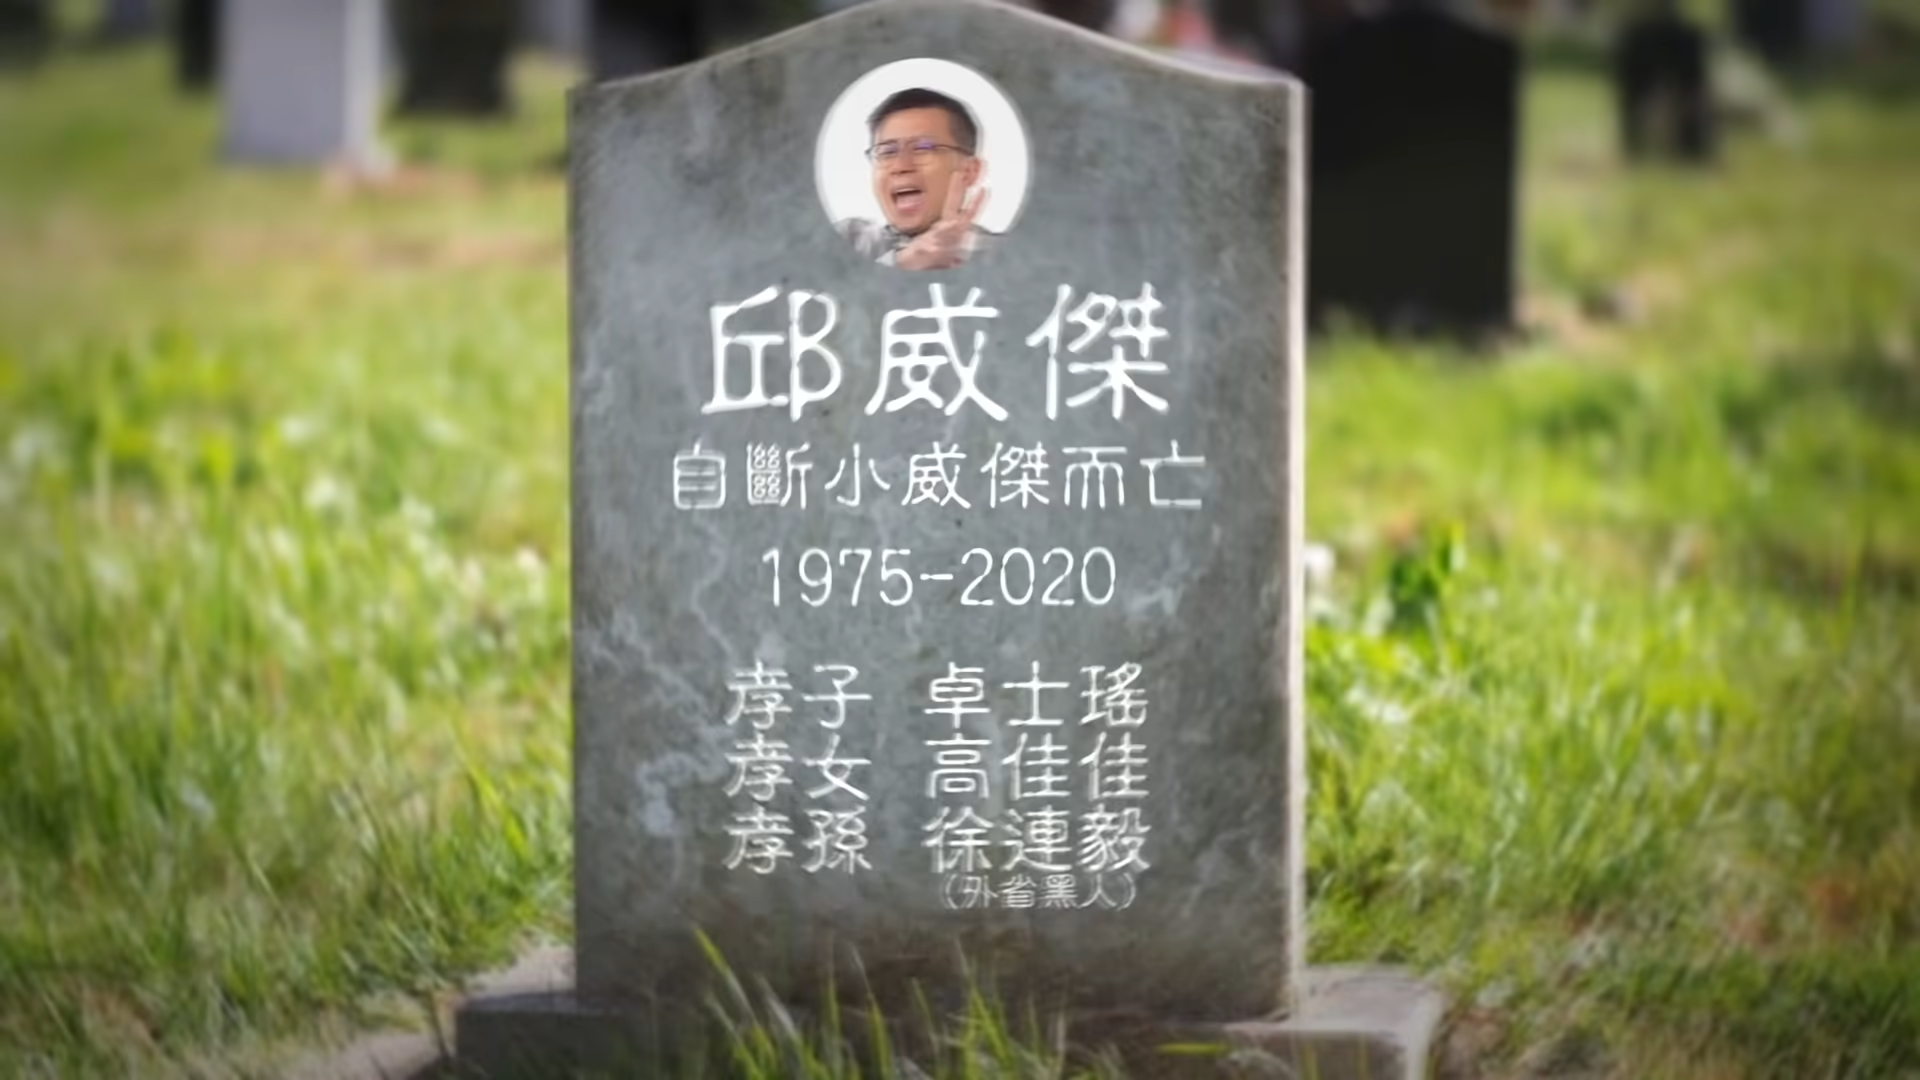 邱威傑
自斷小威傑而亡
1975-2020
孝子 卓士瑤
孝女 高佳佳
孝孫 徐連毅
(外省黑人)